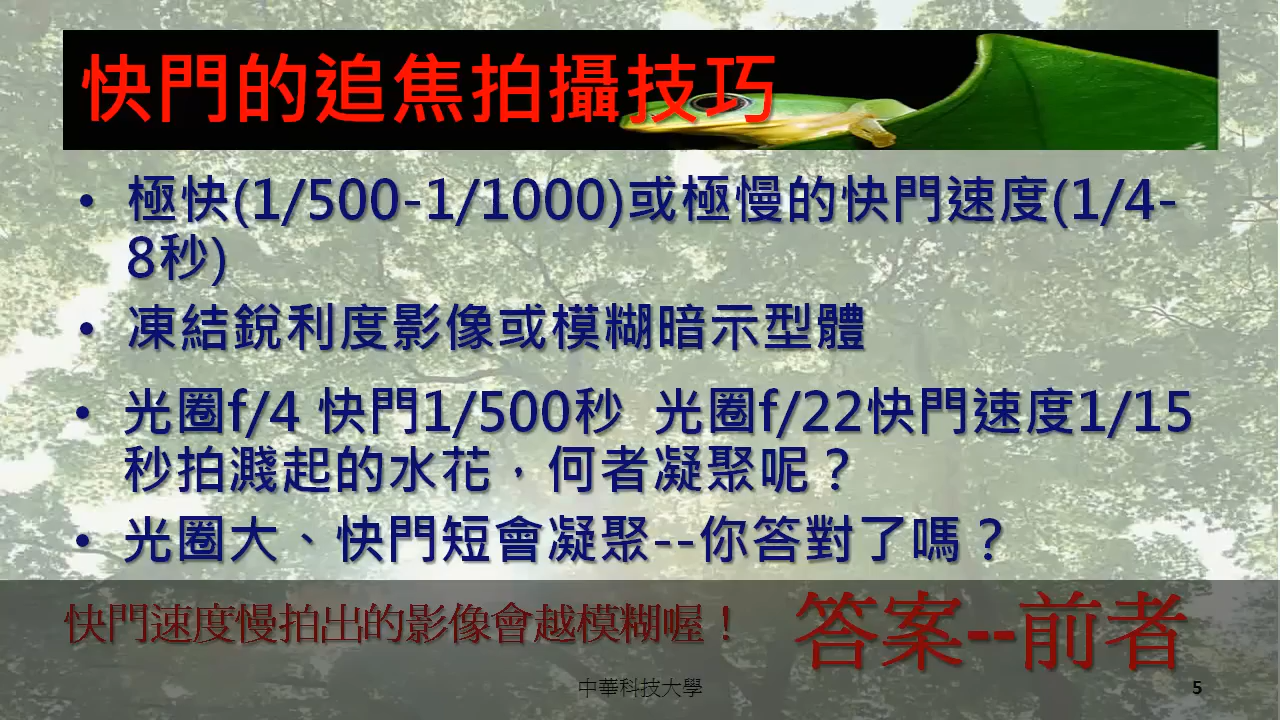 快門的追焦拍攝技巧
• 極快(1/500-1/1000)或極慢的快門速度(1/4-
8秒)
• 凍結銳利度影像或模糊暗示型體
• 光圈f/4 快門1/500秒 光圈f/22快門速度1/15
秒拍濺起的水花，何者凝聚呢？
• 光圈大、快門短會凝聚--你答對了嗎？
快門速度慢拍出的影像會越模糊喔！
答案--前者
中華科技大學
5